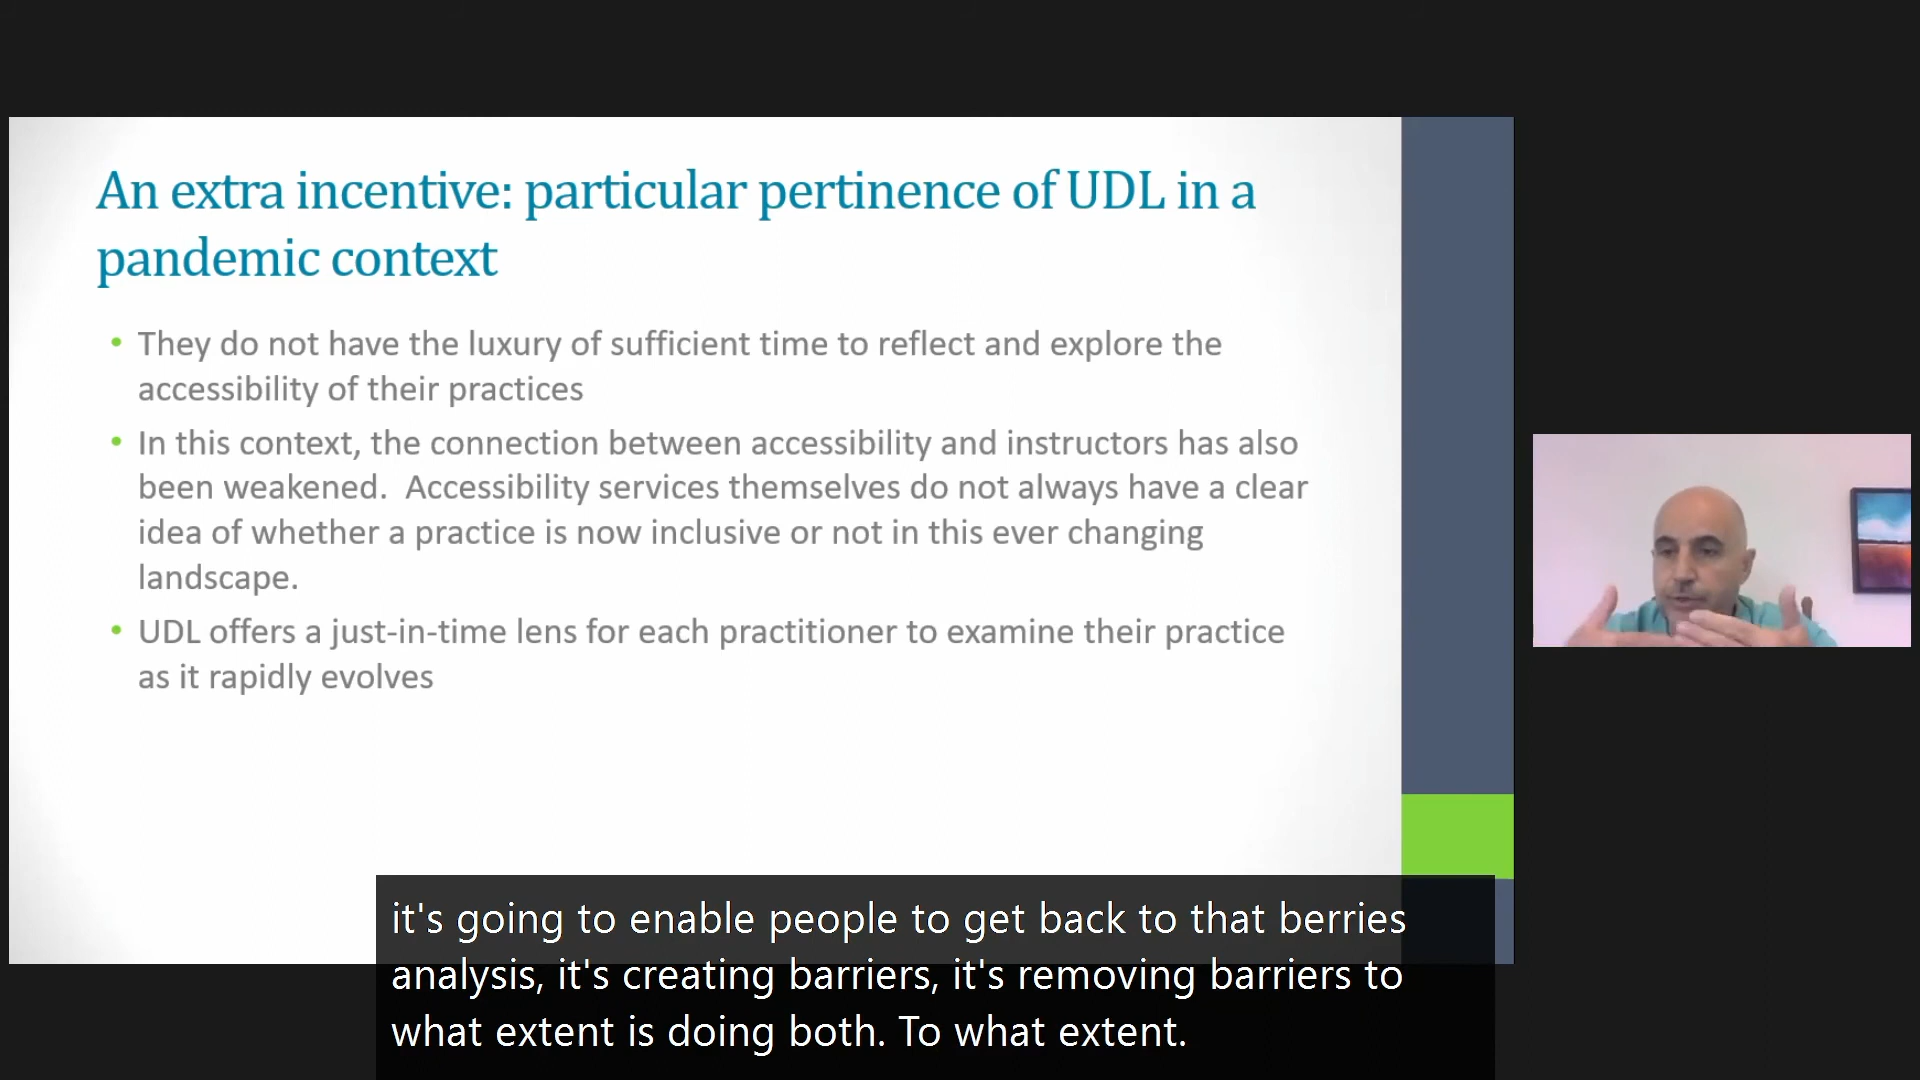 An extra incentive: particular pertinence of UDL in a
pandemic context
• They do not have the luxury of sufficient time to reflect and explore the
accessibility of their practices
• In this context, the connection between accessibility and instructors has also
been weakened.  Accessibility services themselves do not always have a clear
idea of whether a practice is now inclusive or not in this ever changing
landscape.
• UDL offers a just-in-time lens for each practitioner to examine their practice
as it rapidly evolves
it's going to enable people to get back to that berries
analysis, it's creating barriers, it's removing barriers to
what extent is doing both. To what extent.